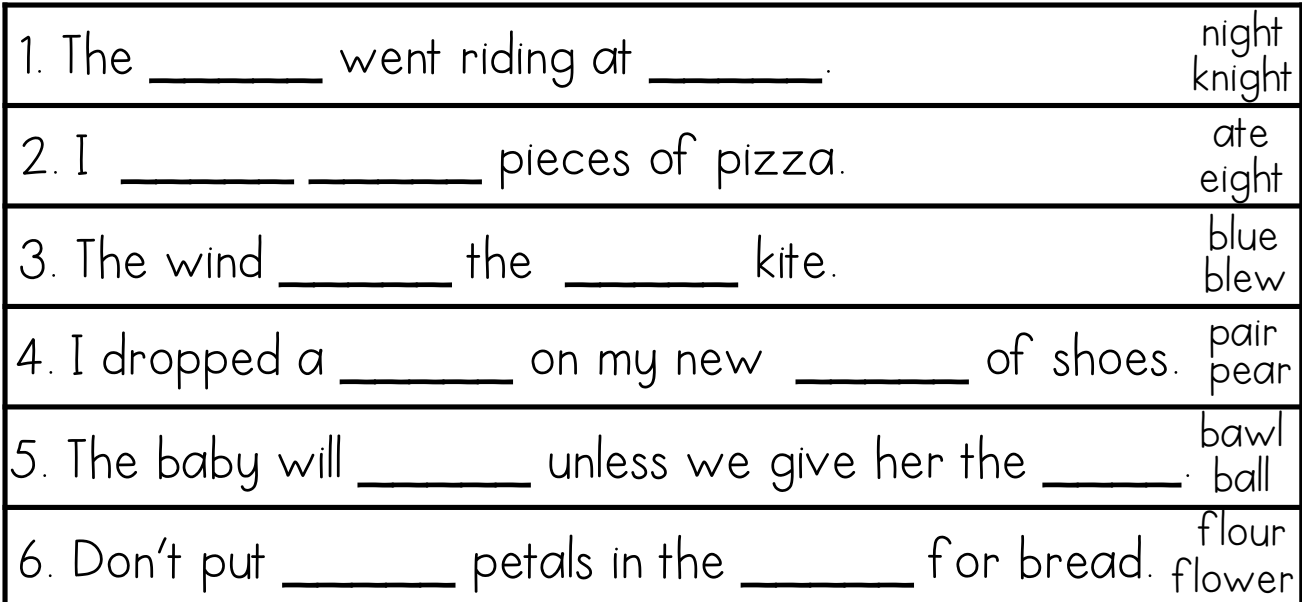 1. The ______ went riding at ______.
night
knight
2. I ______ ______ pieces of pizza.
ate
eight
3. The wind ______ the ______ kite.
blue
blew
4. I dropped a ______ on my new ______ of shoes.
pair
pear
5. The baby will ______ unless we give her the _____.
bawl
ball
6. Don't put ______ petals in the ______ for bread.
flour
flower